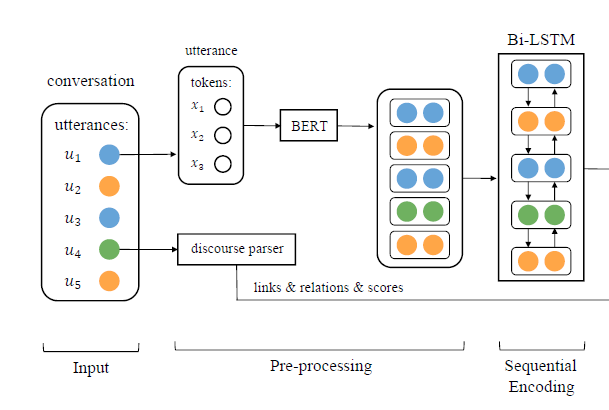 Bi-LSTM
utterance
conversation
tokens:
x₁
x₂
x₃
utterances:
u₁
u₂
u₃
u₄
u₅
BERT
discourse parser
links & relations & scores
Input
Pre-processing
Sequential
Encoding